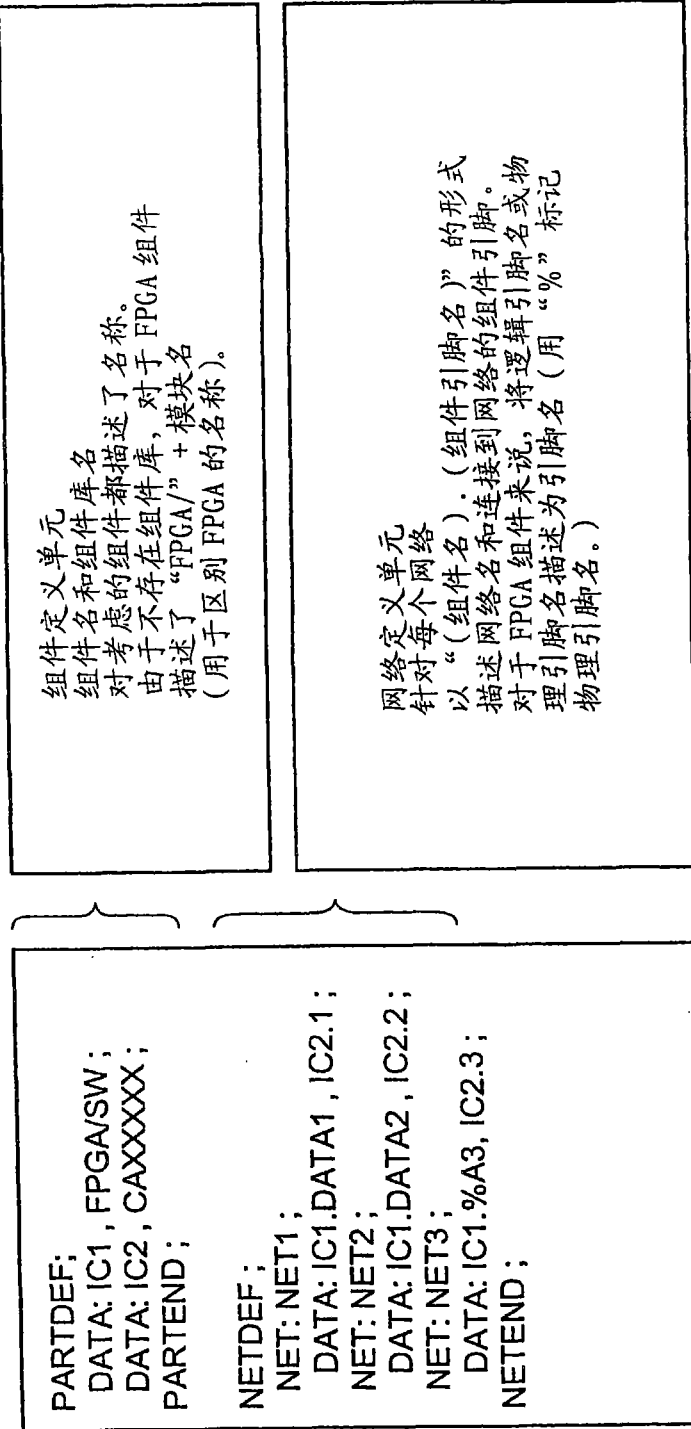 PARTDEF;
DATA: IC1 , FPGA/SW ;
DATA: IC2 , CAXXXXX ;
PARTEND ;
NETDEF ;
NET: NET1 ;
DATA: IC1.DATA1 , IC2.1 ;
NET: NET2 ;
DATA: IC1.DATA2 , IC2.2 ;
NET: NET3 ;
DATA: IC1.%A3, IC2.3 ;
NETEND ;
组件定义单元
组件名和组件库名
对考虑的组件都描述了名称。
由于不存在组件库，对于 FPGA 组件
描述了 “FPGA/” + 模块名
(用于区别 FPGA 的名称)。
网络定义单元
针对每个网络
以 “(组件名) . (组件引脚名)” 的形式
描述网络名和连接到网络的组件引脚。
对于 FPGA 组件来说，将逻辑引脚名或物
理引脚名描述为引脚名 (用 “%” 标记
物理引脚名。)